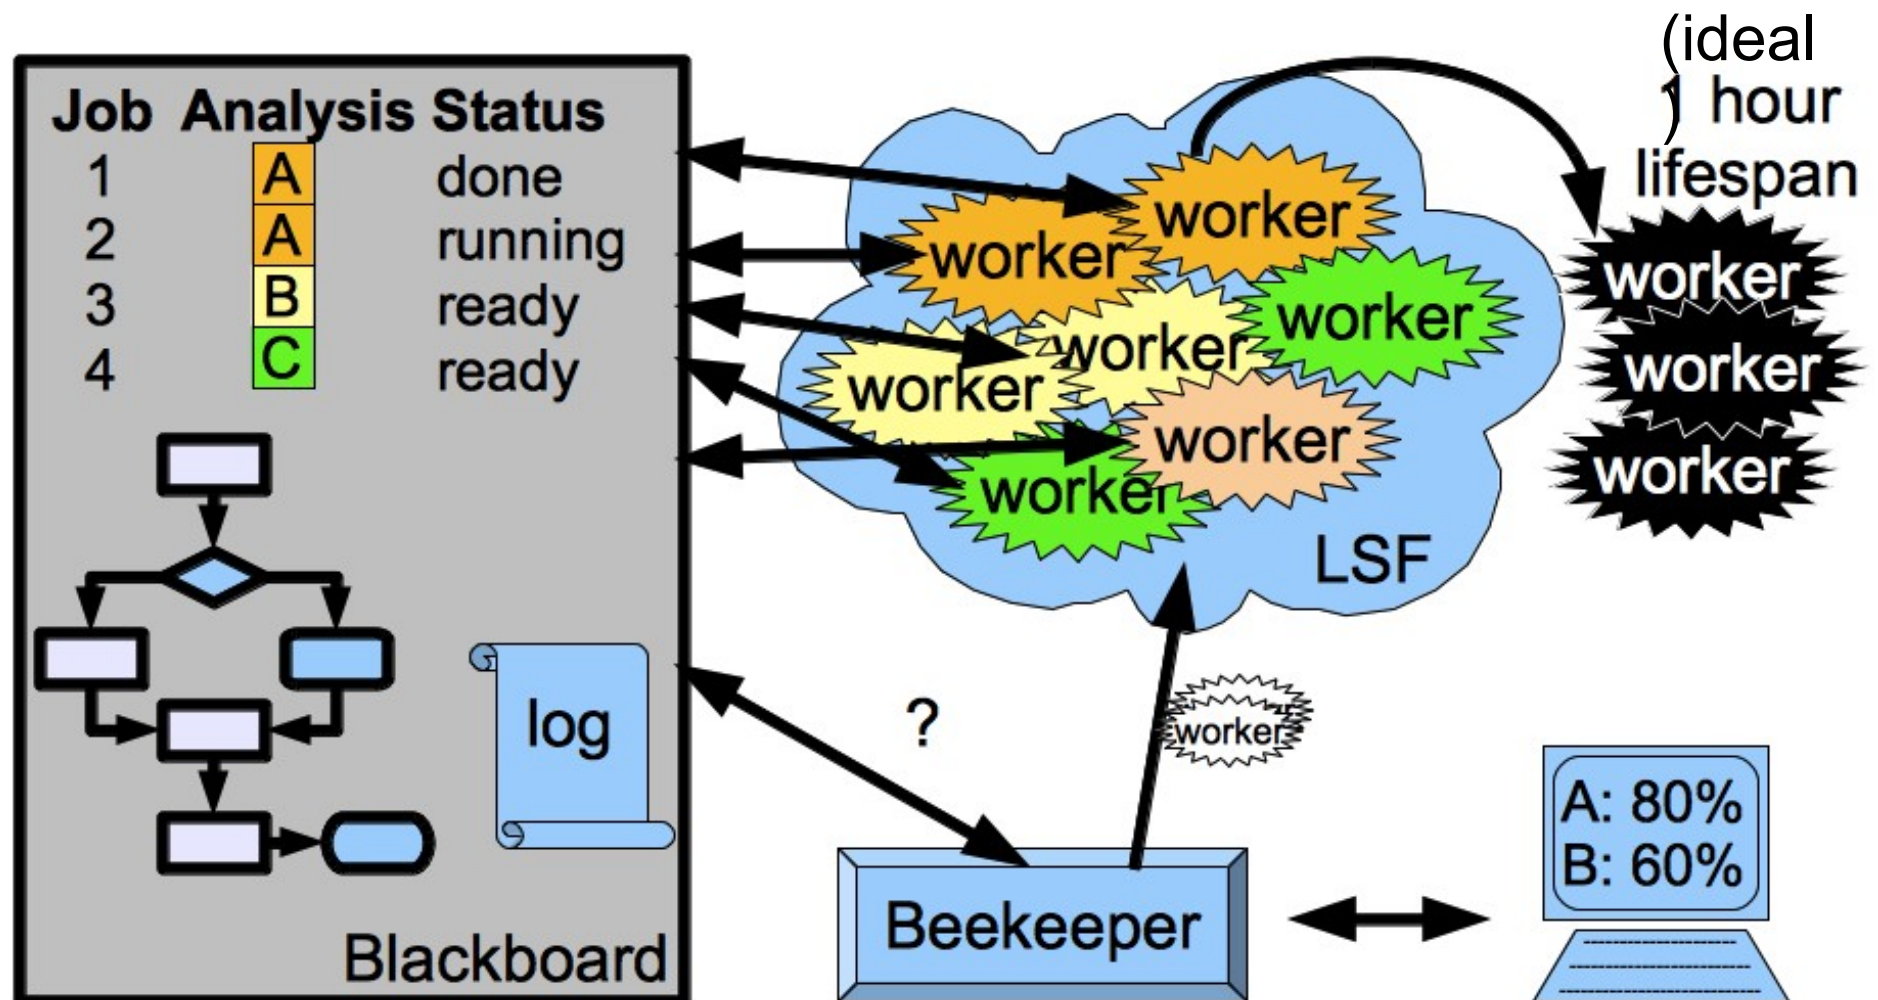 Job Analysis Status
1 A done
2 A running
3 B ready
4 C ready
log
Blackboard
worker
worker
worker
worker
worker
worker
worker
LSF
(ideal
1 hour
)
lifespan
worker
worker
worker
?
worker
Beekeeper
A: 80%
B: 60%